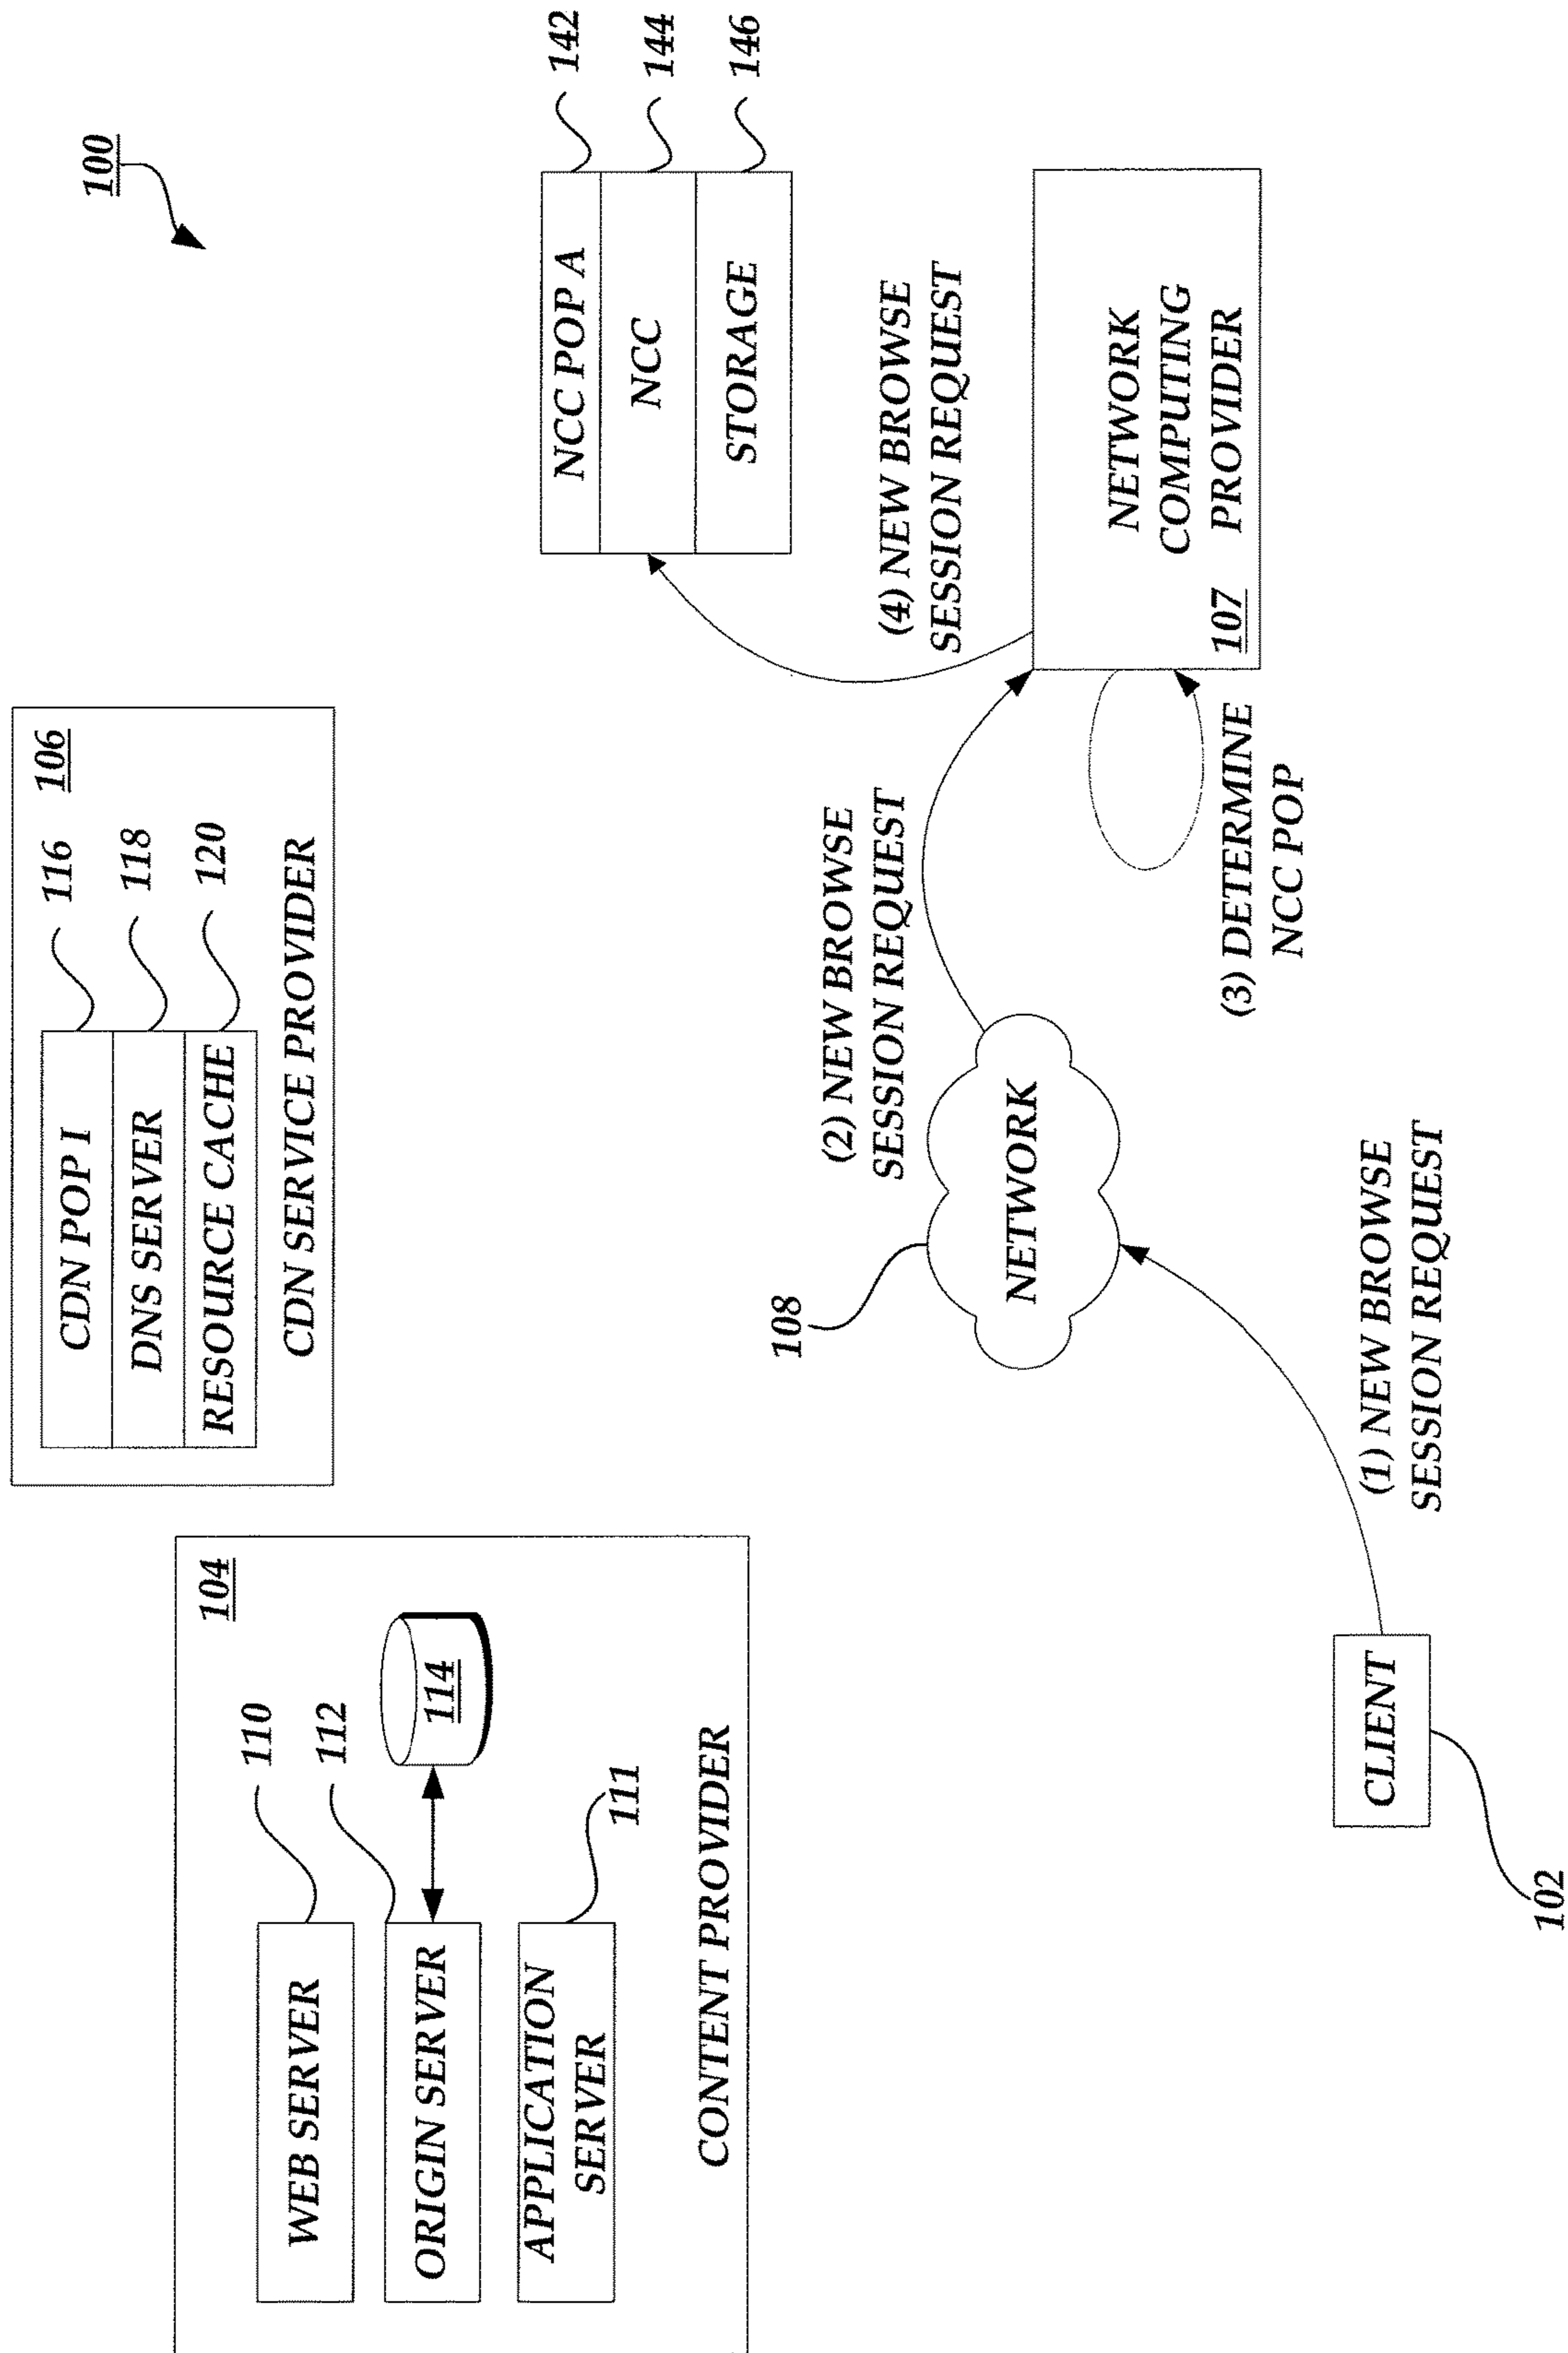 100
104
WEB SERVER
110
ORIGIN SERVER
112
114
APPLICATION
SERVER
111
CONTENT PROVIDER
106
CDN POP I
116
DNS SERVER
118
RESOURCE CACHE
120
CDN SERVICE PROVIDER
NCC POP A
142
NCC
144
STORAGE
146
108
NETWORK
(2) NEW BROWSE
SESSION REQUEST
(4) NEW BROWSE
SESSION REQUEST
NETWORK
COMPUTING
PROVIDER
107
(3) DETERMINE
NCC POP
(1) NEW BROWSE
SESSION REQUEST
CLIENT
102